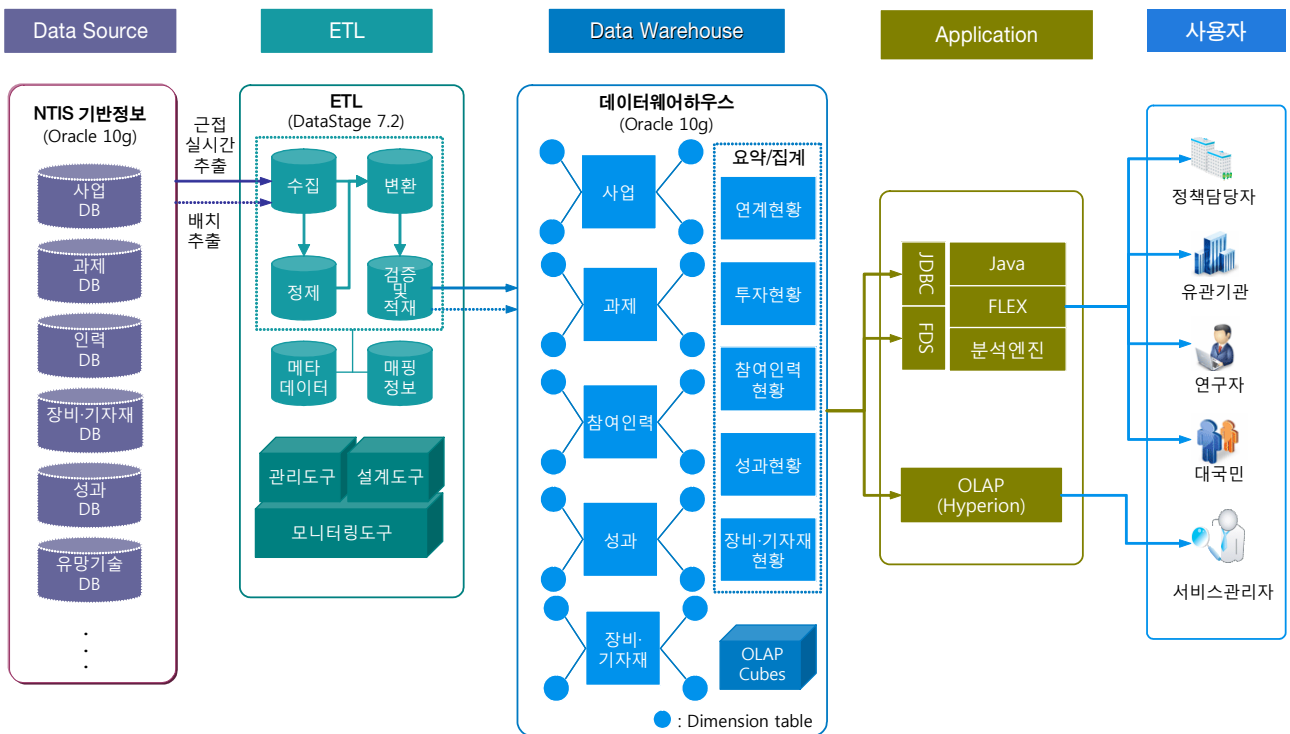 Data Source
ETL
Data Warehouse
Application
사용자
NTIS 기반정보
(Oracle 10g)
사업
DB
과제
DB
인력
DB
장비·기자재
DB
성과
DB
유망기술
DB
.
.
.
근접
실시간
추출
배치
추출
ETL
(DataStage 7.2)
수집
변환
정제
검증
및
적재
메타
데이터
매핑
정보
관리도구
설계도구
모니터링도구
데이터웨어하우스
(Oracle 10g)
사업
과제
참여인력
성과
장비·
기자재
요약/집계
연계현황
투자현황
참여인력
현황
성과현황
장비·기자재
현황
OLAP
Cubes
: Dimension table
JDBC
FDS
Java
FLEX
분석엔진
OLAP
(Hyperion)
정책담당자
유관기관
연구자
대국민
서비스관리자